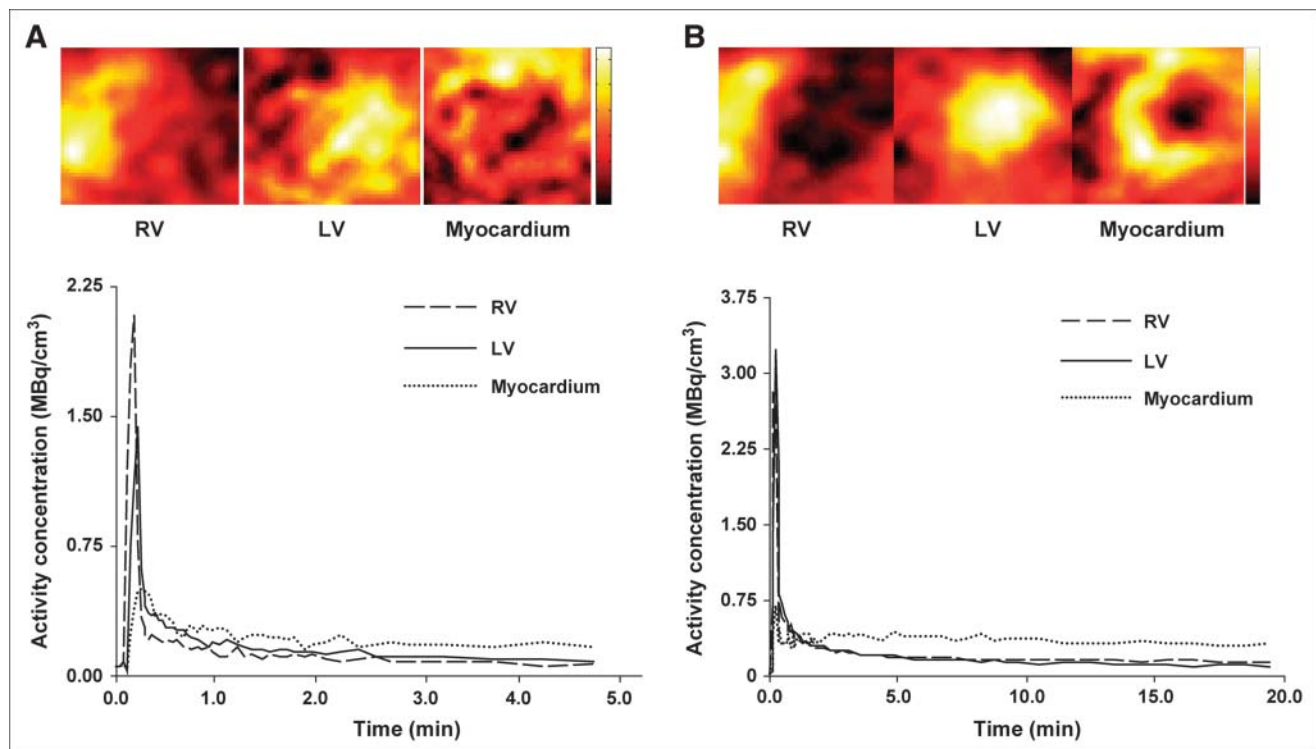 A
RV
LV
Myocardium
2.25
1.50
0.75
0.00
Activity concentration (MBq/cm³)
RV
LV
Myocardium
0.0
1.0
2.0
3.0
4.0
5.0
Time (min)
B
RV
LV
Myocardium
3.75
3.00
2.25
1.50
0.75
0
Activity concentration (MBq/cm³)
RV
LV
Myocardium
0.0
5.0
10.0
15.0
20.0
Time (min)